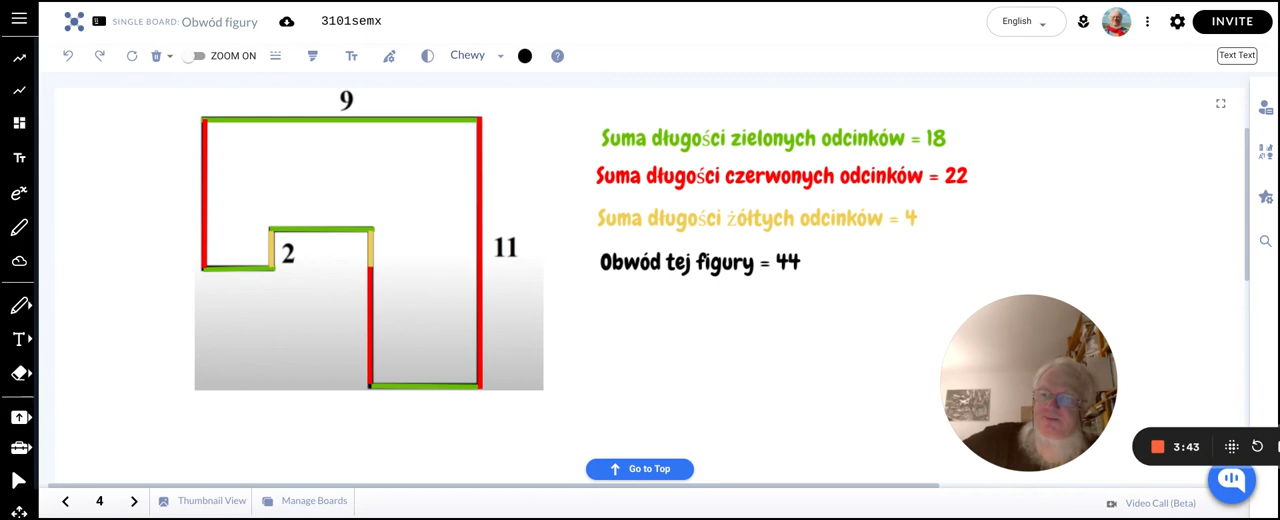 SINGLE BOARD: Obwód figury
3101semx
English
INVITE
ZOOM ON
Tт
Chewy
Text Text
9
Suma długości zielonych odcinków = 18
Suma długości czerwonych odcinków = 22
Suma długości żółtych odcinków = 4
2
11
Obwód tej figury = 44
3:43
Go to Top
4
Thumbnail View
Manage Boards
Video Call (Beta)